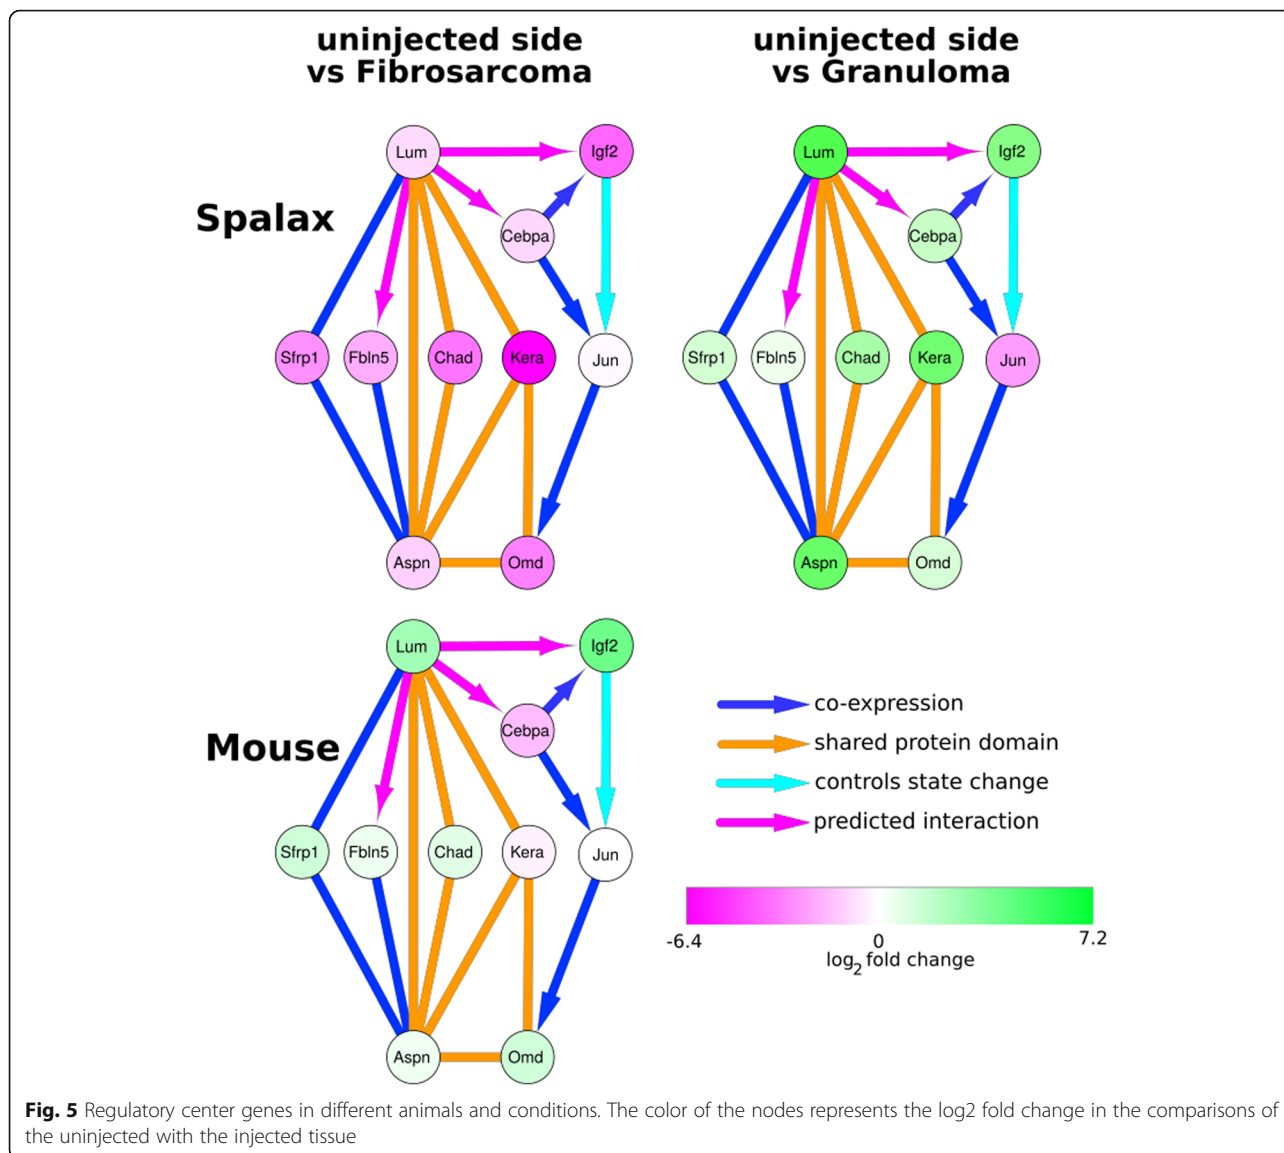 uninjected side
vs Fibrosarcoma
uninjected side
vs Granuloma
Spalax
Lum
Igf2
Cebpa
Sfrp1
Fbln5
Chad
Kera
Jun
Aspn
Omd
Lum
Igf2
Cebpa
Sfrp1
Fbln5
Chad
Kera
Jun
Aspn
Omd
Mouse
Lum
Igf2
Cebpa
Sfrp1
Fbln5
Chad
Kera
Jun
Aspn
Omd
co-expression
shared protein domain
controls state change
predicted interaction
-6.4
0
7.2
log2 fold change
Fig. 5 Regulatory center genes in different animals and conditions. The color of the nodes represents the log2 fold change in the comparisons of
the uninjected with the injected tissue